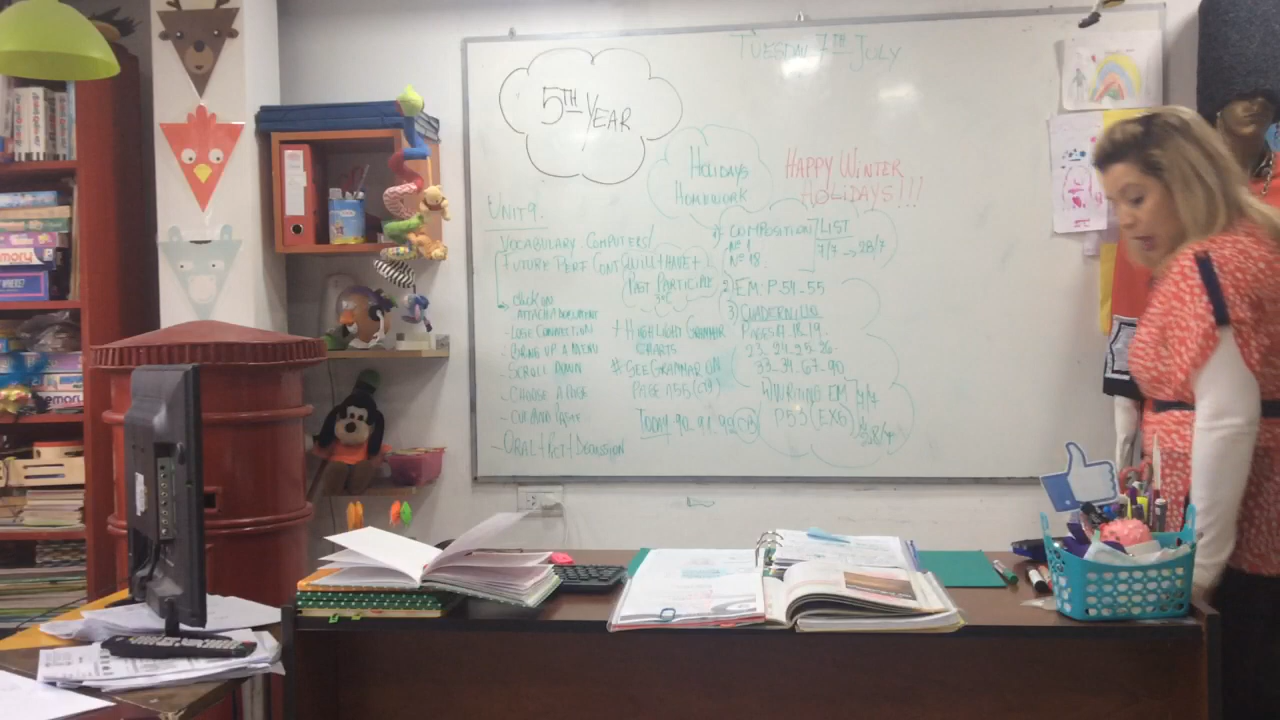 TUESDAY 7TH JULY
5TH YEAR
HOLIDAYS
HOMEWORK
HAPPY WINTER
HOLIDAYS!!!
UNIT 9.
VOCABULARY: COMPUTERS/
FUTURE PERF CONT
WILL + HAVE +
PAST PARTICIPLE
CLICK ON
ATTACH A DOCUMENT
- LOSE CONNECTION
- BRING UP A MENU
- SCROLL DOWN
- CHOOSE A PAGE
- CUT AND PASTE
- ORAL
+ HIGHLIGHT GRAMMAR
CHARTS
* SEE GRAMMAR ON
PAGE 155 (CB)
TODAY 90-91-92 (CB)
1) COMPOSITION
Nº 1
Nº 18
LIST
7/7 → 28/7
2) EM: P. 54-55
3) CUADERNILLO
PAGES 17-18-19-
23-24-25-26-
33-34-67-90
4) WRITING EM
P53 (EX6)
7/7
28/7